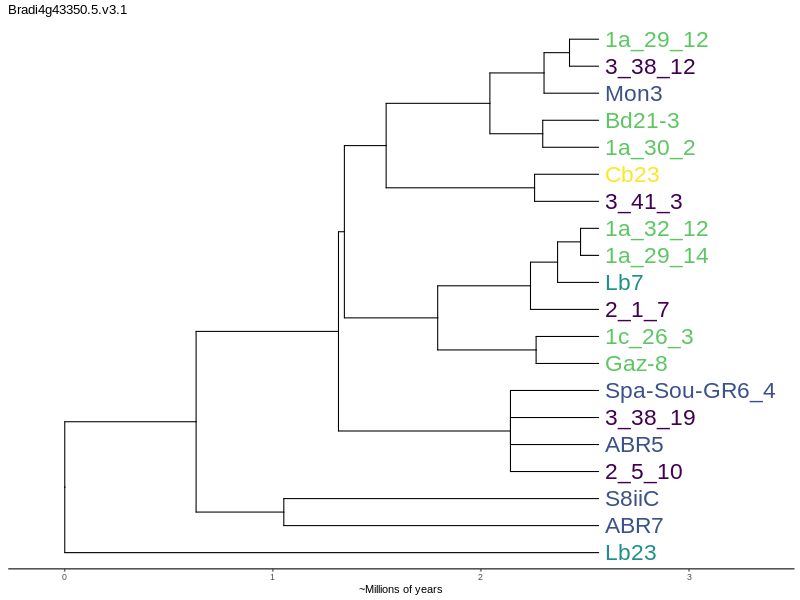 Bradi4g43350.5.v3.1
1a_29_12
3_38_12
Mon3
Bd21-3
1a_30_2
Cb23
3_41_3
1a_32_12
1a_29_14
Lb7
2_1_7
1c_26_3
Gaz-8
Spa-Sou-GR6_4
3_38_19
ABR5
2_5_10
S8iiC
ABR7
Lb23
0 1 2 3
~Millions of years